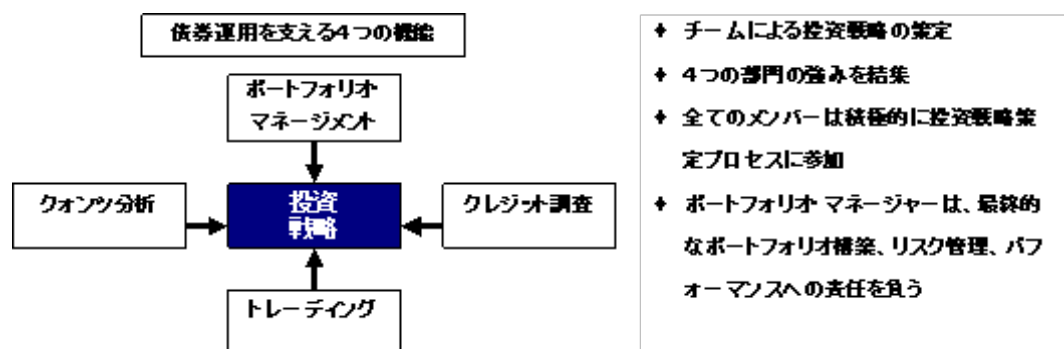 債券運用を支える4つの機能
ポートフォリオ
マネージメント
クォンツ分析
投資
戦略
クレジット調査
トレーディング
♦ チームによる投資戦略の策定
♦ 4つの部門の強みを結集
♦ 全てのメンバーは積極的に投資戦略策
定プロセスに参加
♦ ポートフォリオ マネージャーは、最終的
なポートフォリオ構築、リスク管理、パフ
ォーマンスへの責任を負う